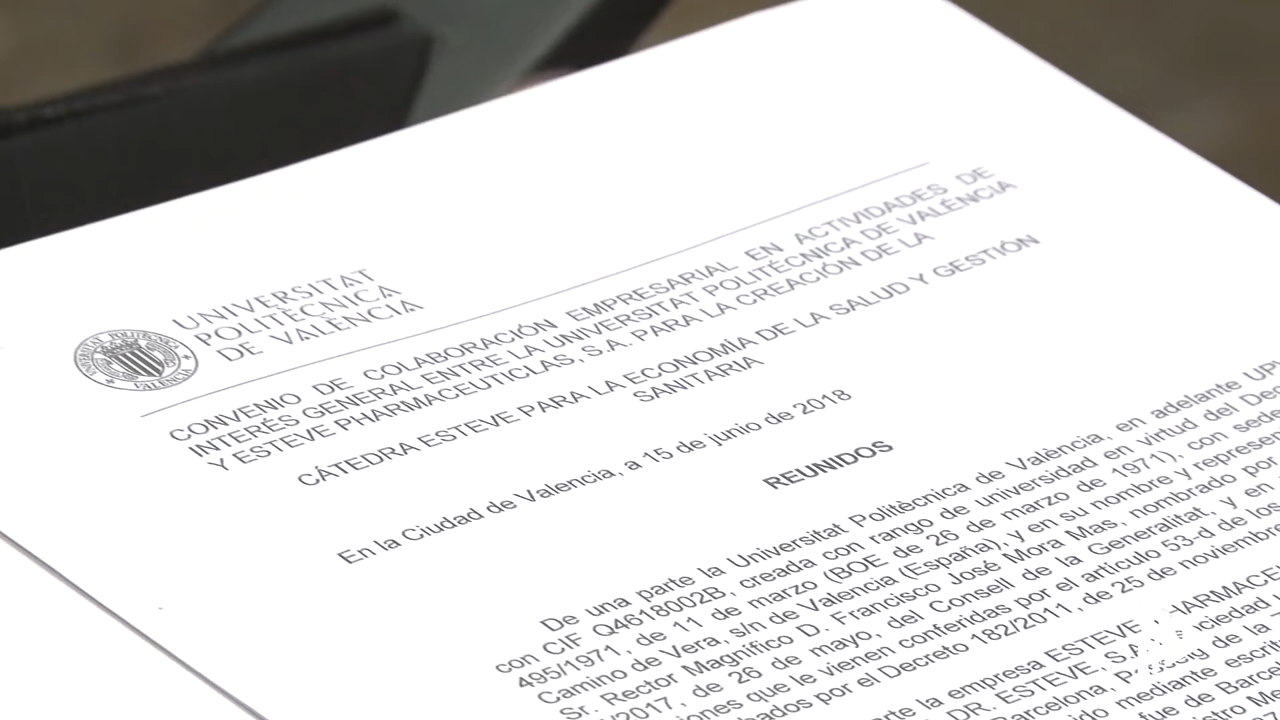 UNIVERSITAT
POLITÈCNICA
DE VALÈNCIA
UNIVERSITAT POLITÈCNICA
VALÈNCIA
CONVENIO DE COLABORACIÓN EMPRESARIAL EN ACTIVIDADES DE
INTERÉS GENERAL ENTRE LA UNIVERSITAT POLITÉCNICA DE VALÈNCIA
Y ESTEVE PHARMACEUTICLAS, S.A. PARA LA CREACIÓN DE LA
CÁTEDRA ESTEVE PARA LA ECONOMÍA DE LA SALUD Y GESTIÓN
SANITARIA
En la Ciudad de Valencia, a 15 de junio de 2018
REUNIDOS
De una parte la Universitat Politècnica de València, en adelante
con CIF Q4618002B, creada con rango de universidad en virtud del
495/1971, de 11 de marzo (BOE de 26 de marzo de 1971), con sede
Camino de Vera, s/n de Valencia (España), y en su nombre y
Sr. Rector Magnífico D. Francisco José Mora Mas, nombrado por
/2017, de 26 de mayo, del Consell de la Generalitat, y en
que le vienen conferidas por el artículo 53-d de los
por el Decreto 182/2011, de 25 de noviembre
la empresa ESTEVE
DR. ESTEVE, S.A.
Barcelona,
mediante
fue de